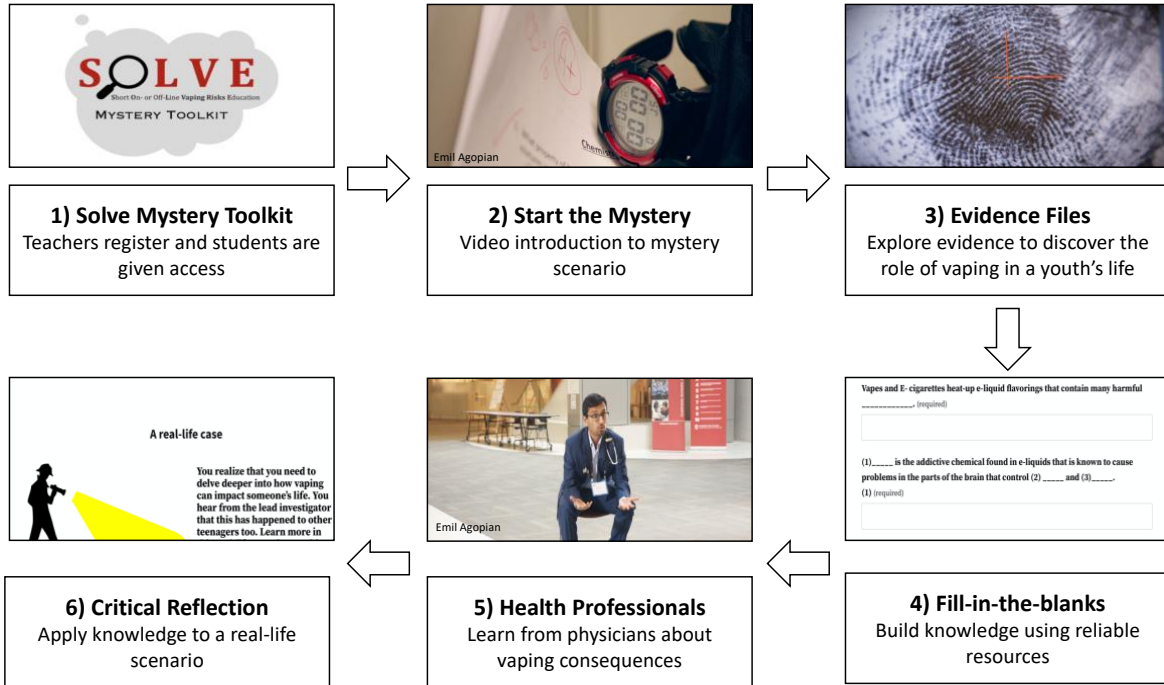 SOLVE
Short On- or Off-Line Vaping Risks Education
MYSTERY TOOLKIT
1) Solve Mystery Toolkit
Teachers register and students are
given access
Chemis
Emil Agopian
2) Start the Mystery
Video introduction to mystery
scenario
3) Evidence Files
Explore evidence to discover the
role of vaping in a youth's life
Vapes and E- cigarettes heat-up e-liquid flavorings that contain many harmful
____________. (required)
(1)_____ is the addictive chemical found in e-liquids that is known to cause
problems in the parts of the brain that control (2) _____ and (3)_____.
(1) (required)
4) Fill-in-the-blanks
Build knowledge using reliable
resources
Emil Agopian
5) Health Professionals
Learn from physicians about
vaping consequences
A real-life case
You realize that you need to
delve deeper into how vaping
can impact someone's life. You
hear from the lead investigator
that this has happened to other
teenagers too. Learn more in
6) Critical Reflection
Apply knowledge to a real-life
scenario